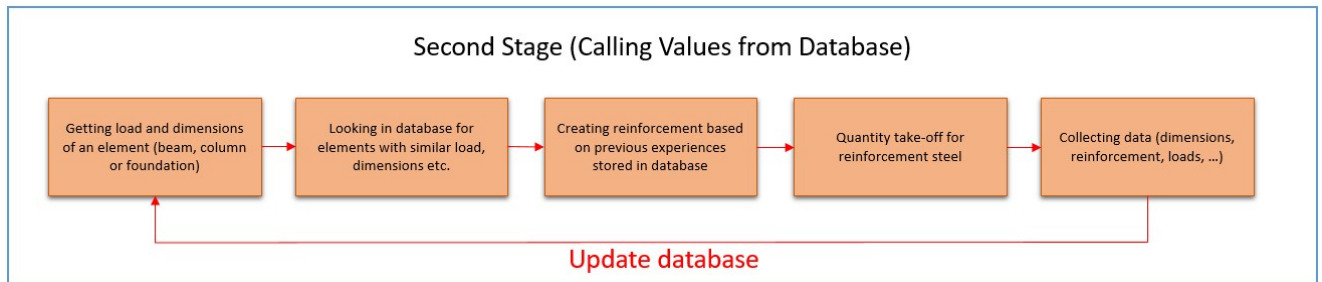 Second Stage (Calling Values from Database)
Getting load and dimensions
of an element (beam, column
or foundation)
Looking in database for
elements with similar load,
dimensions etc.
Creating reinforcement based
on previous experiences
stored in database
Quantity take-off for
reinforcement steel
Collecting data (dimensions,
reinforcement, loads, ...)
Update database